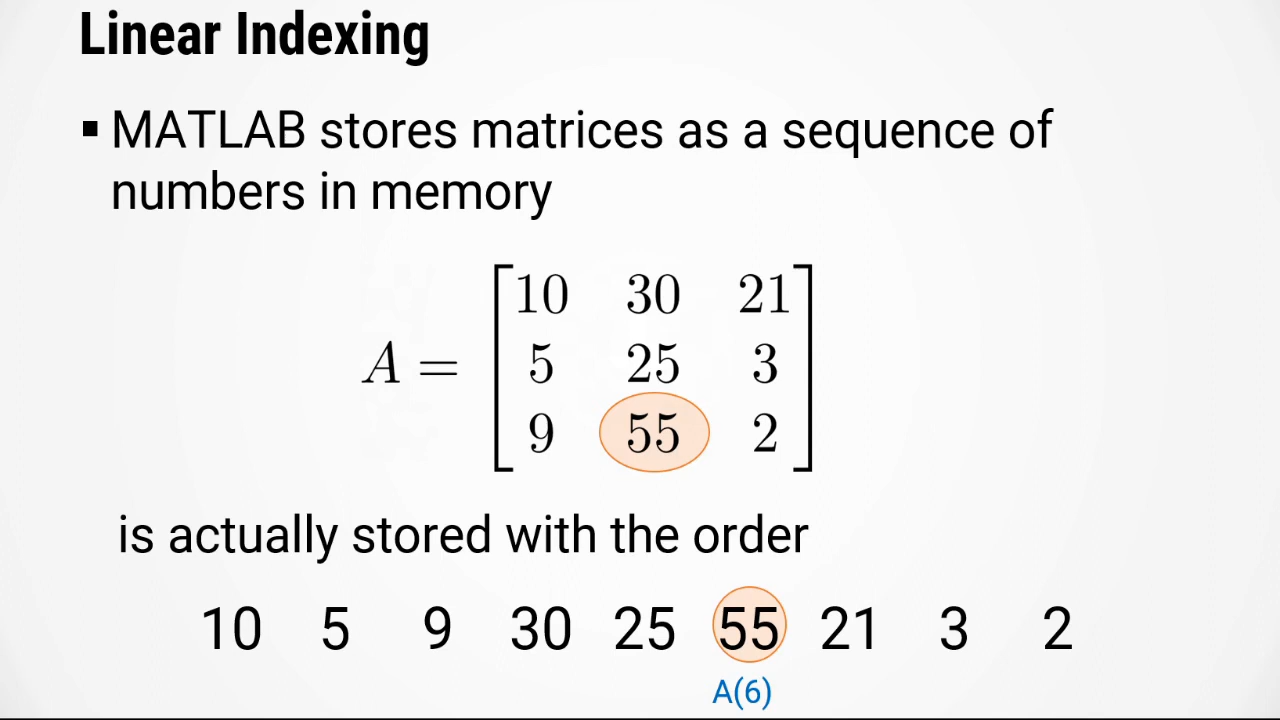 Linear Indexing
▪ MATLAB stores matrices as a sequence of
numbers in memory
10 30 21
A = 5 25 3
9 55 2
is actually stored with the order
10 5 9 30 25 55 21 3 2
A(6)